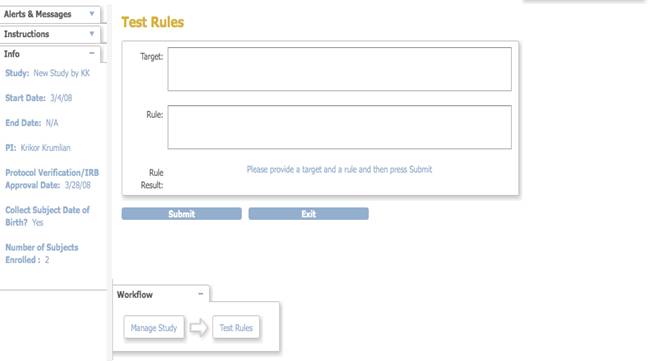 Alerts & Messages
Instructions
Info
Study: New Study by KK
Start Date: 3/4/08
End Date: N/A
PI: Krikor Krumlian
Protocol Verification/IRB
Approval Date: 3/28/08
Collect Subject Date of
Birth? Yes
Number of Subjects
Enrolled : 2
Test Rules
Target:
Rule:
Rule
Result:
Please provide a target and a rule and then press Submit
Submit
Exit
Workflow
Manage Study
Test Rules